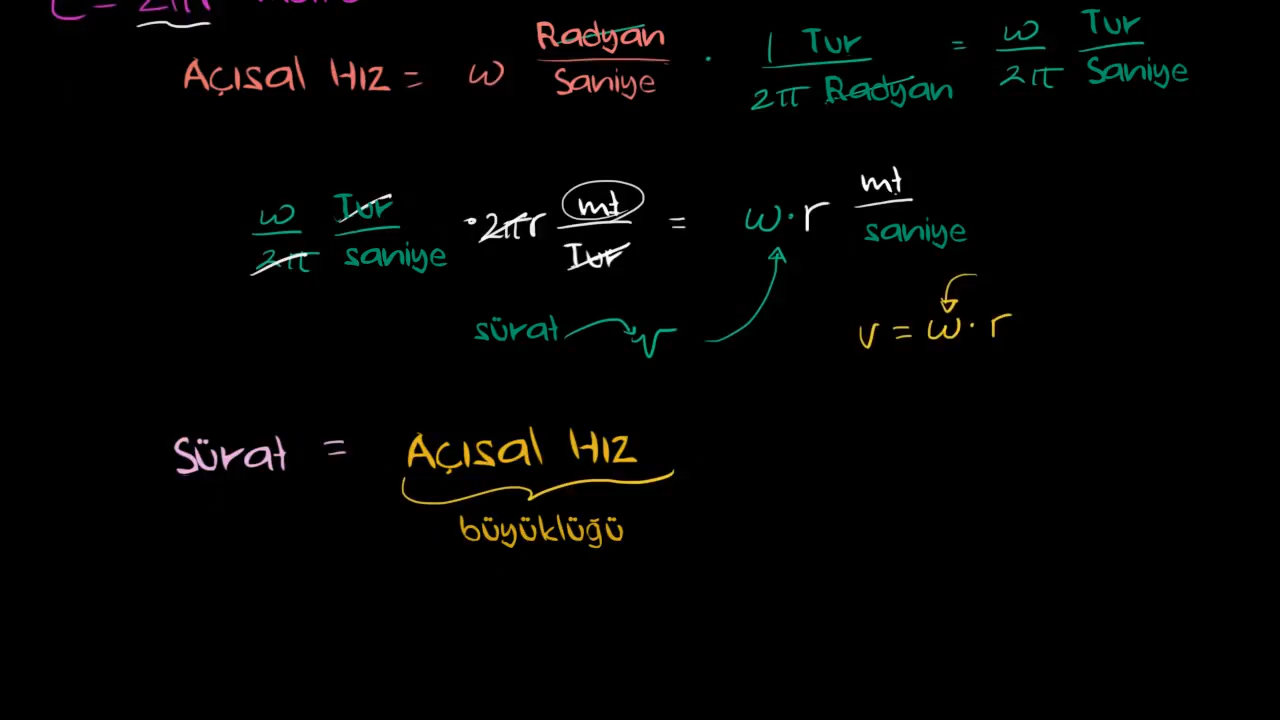 C = 2πr
Açısal Hız = ω Radyan/Saniye · 1 Tur/2π Radyan = ω/2π Tur/Saniye
ω/2π Tur/saniye · 2πr mt/Tur = ω · r mt/saniye
sürat v
v = ω · r
Sürat = Açısal Hız
büyüklüğü